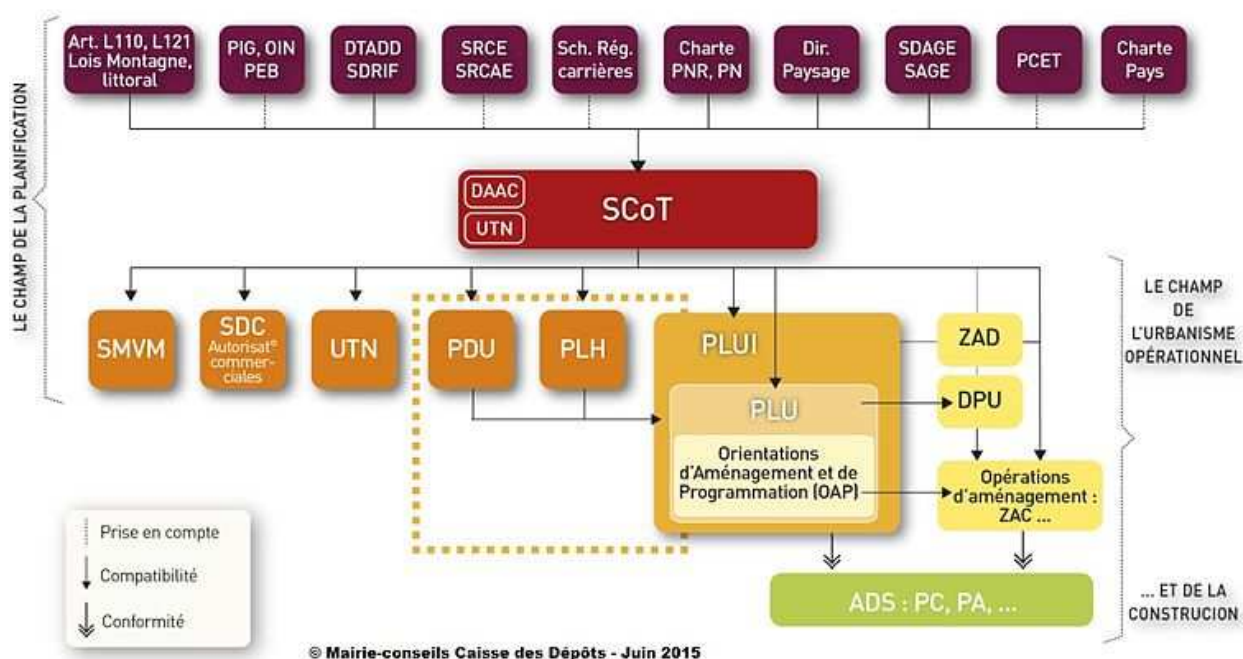 LE CHAMP DE LA PLANIFICATION
Art. L110, L121
Lois Montagne,
littoral
PIG, OIN
PEB
DTADD
SDRIF
SRCE
SRCAE
Sch. Rég.
carrières
Charte
PNR, PN
Dir.
Paysage
SDAGE
SAGE
PCET
Charte
Pays
DAAC
UTN
SCoT
SMVM
SDC
Autorisat°
commer-
ciales
UTN
PDU
PLH
PLUI
PLU
Orientations
d'Aménagement et de
Programmation (OAP)
ZAD
DPU
Opérations
d'aménagement :
ZAC ...
LE CHAMP
DE
L'URBANISME
OPÉRATIONNEL
ADS : PC, PA, ...
... ET DE LA
CONSTRUCION
Prise en compte
Compatibilité
Conformité
© Mairie-conseils Caisse des Dépôts - Juin 2015